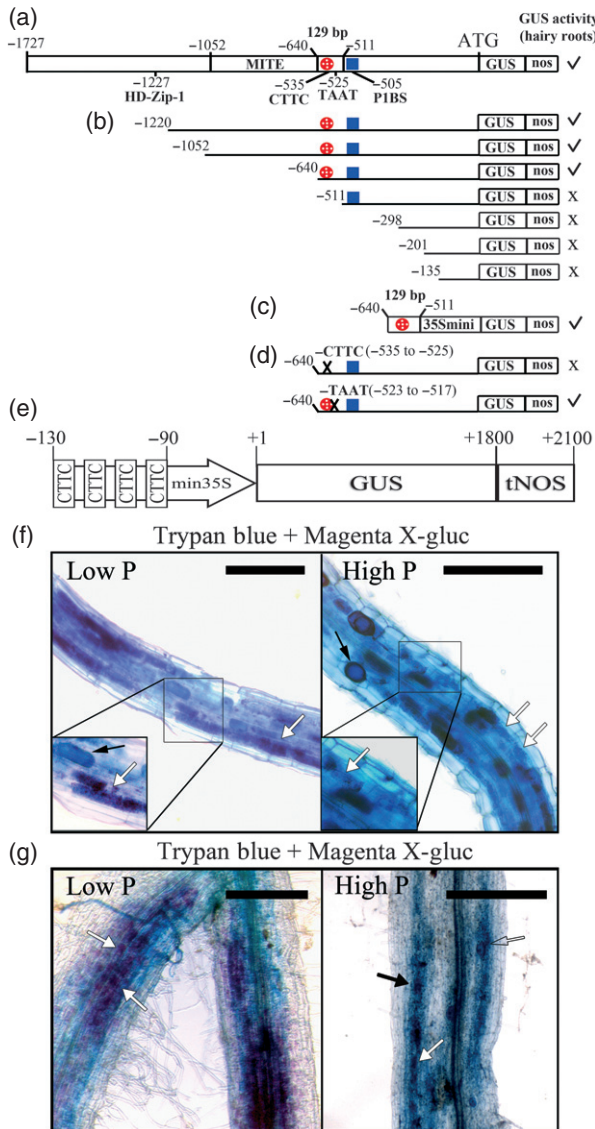 (a)
GUS activity
(hairy roots)
−1727 −1052 −640 129 bp −511 ATG
MITE GUS nos ✓
−1227 −535 −525 −505
HD-Zip-1 CTTC TAAT P1BS
(b)
−1220 GUS nos ✓
−1052 GUS nos ✓
−640 GUS nos ✓
−511 GUS nos X
−298 GUS nos X
−201 GUS nos X
−135 GUS nos X
(c)
129 bp
−640 −511
35Smini GUS nos ✓
(d)
−CTTC (−535 to −525)
−640 X GUS nos X
−TAAT(−523 to −517)
−640 X GUS nos ✓
(e)
−130 −90 +1 +1800 +2100
CTTC CTTC CTTC CTTC min35S GUS tNOS
(f)
Trypan blue + Magenta X-gluc
Low P High P
(g)
Trypan blue + Magenta X-gluc
Low P High P